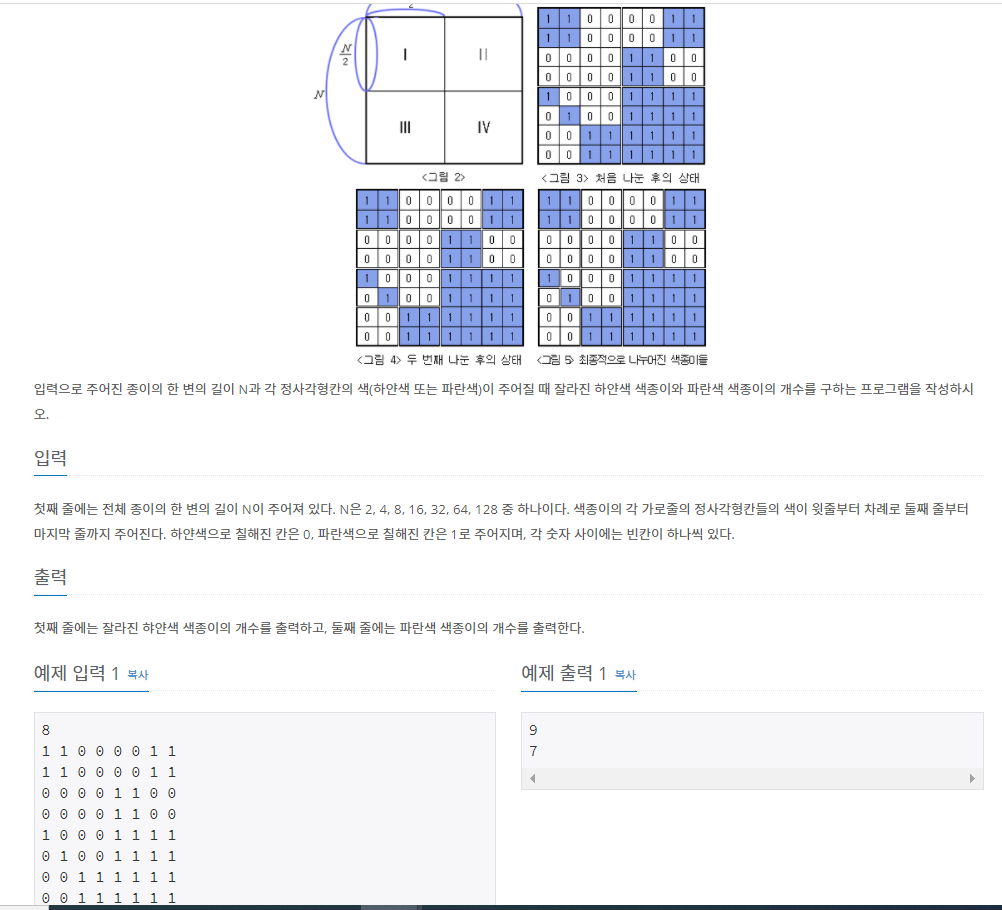 2
N/2
N
I
II
III
IV
<그림 2>
1 1 0 0 0 0 1 1
1 1 0 0 0 0 1 1
0 0 0 0 1 1 0 0
0 0 0 0 1 1 0 0
1 0 0 0 1 1 1 1
0 1 0 0 1 1 1 1
0 0 1 1 1 1 1 1
0 0 1 1 1 1 1 1
<그림 3> 처음 나눈 후의 상태
1 1 0 0 0 0 1 1
1 1 0 0 0 0 1 1
0 0 0 0 1 1 0 0
0 0 0 0 1 1 0 0
1 0 0 0 1 1 1 1
0 1 0 0 1 1 1 1
0 0 1 1 1 1 1 1
0 0 1 1 1 1 1 1
<그림 4> 두 번째 나눈 후의 상태
1 1 0 0 0 0 1 1
1 1 0 0 0 0 1 1
0 0 0 0 1 1 0 0
0 0 0 0 1 1 0 0
1 0 0 0 1 1 1 1
0 1 0 0 1 1 1 1
0 0 1 1 1 1 1 1
0 0 1 1 1 1 1 1
<그림 5> 최종적으로 나누어진 색종이들
입력으로 주어진 종이의 한 변의 길이 N과 각 정사각형칸의 색(하얀색 또는 파란색)이 주어질 때 잘라진 하얀색 색종이와 파란색 색종이의 개수를 구하는 프로그램을 작성하시
오.
입력
첫째 줄에는 전체 종이의 한 변의 길이 N이 주어져 있다. N은 2, 4, 8, 16, 32, 64, 128 중 하나이다. 색종이의 각 가로줄의 정사각형칸들의 색이 윗줄부터 차례로 둘째 줄부터
마지막 줄까지 주어진다. 하얀색으로 칠해진 칸은 0, 파란색으로 칠해진 칸은 1로 주어지며, 각 숫자 사이에는 빈칸이 하나씩 있다.
출력
첫째 줄에는 잘라진 햐얀색 색종이의 개수를 출력하고, 둘째 줄에는 파란색 색종이의 개수를 출력한다.
예제 입력 1 복사
8
1 1 0 0 0 0 1 1
1 1 0 0 0 0 1 1
0 0 0 0 1 1 0 0
0 0 0 0 1 1 0 0
1 0 0 0 1 1 1 1
0 1 0 0 1 1 1 1
0 0 1 1 1 1 1 1
0 0 1 1 1 1 1 1
예제 출력 1 복사
9
7